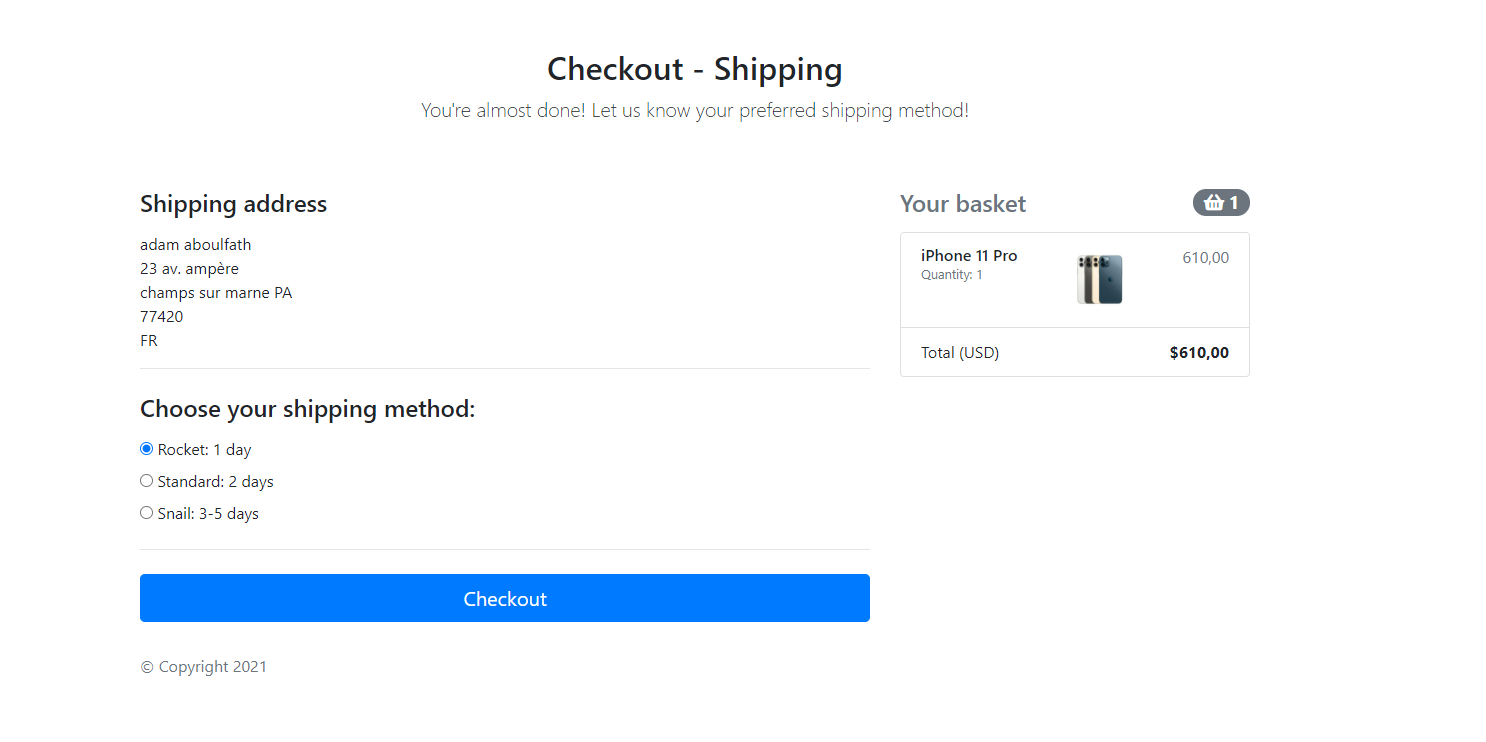 Checkout - Shipping
You're almost done! Let us know your preferred shipping method!
Shipping address
adam aboulfath
23 av. ampère
champs sur marne PA
77420
FR
Choose your shipping method:
Rocket: 1 day
Standard: 2 days
Snail: 3-5 days
Checkout
© Copyright 2021
Your basket 1
iPhone 11 Pro 610,00
Quantity: 1
Total (USD) $610,00